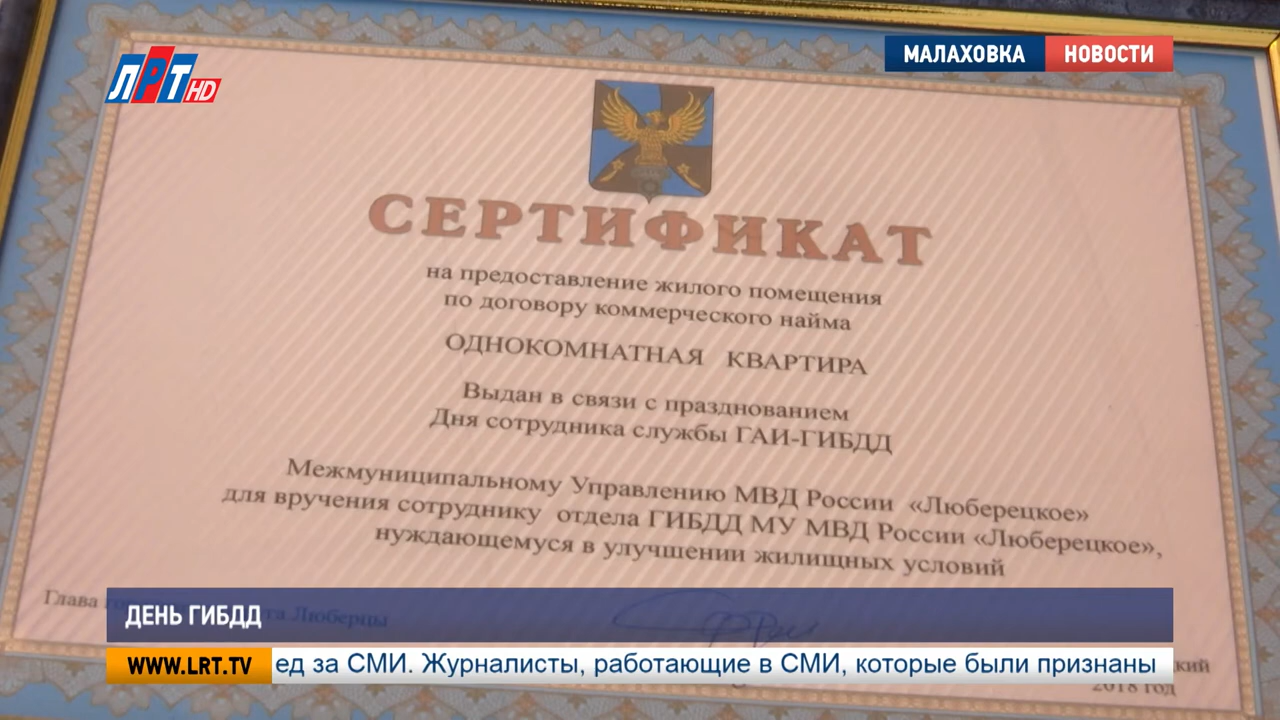 ЛРТ HD
МАЛАХОВКА НОВОСТИ
СЕРТИФИКАТ
на предоставление жилого помещения
по договору коммерческого найма
ОДНОКОМНАТНАЯ КВАРТИРА
Выдан в связи с празднованием
Дня сотрудника службы ГАИ-ГИБДД
Межмуниципальному Управлению МВД России «Люберецкое»
для вручения сотруднику отдела ГИБДД МУ МВД России «Люберецкое»,
нуждающемуся в улучшении жилищных условий
Глава Люберцы
2018 год
ДЕНЬ ГИБДД
WWW.LRT.TV ед за СМИ. Журналисты, работающие в СМИ, которые были признаны